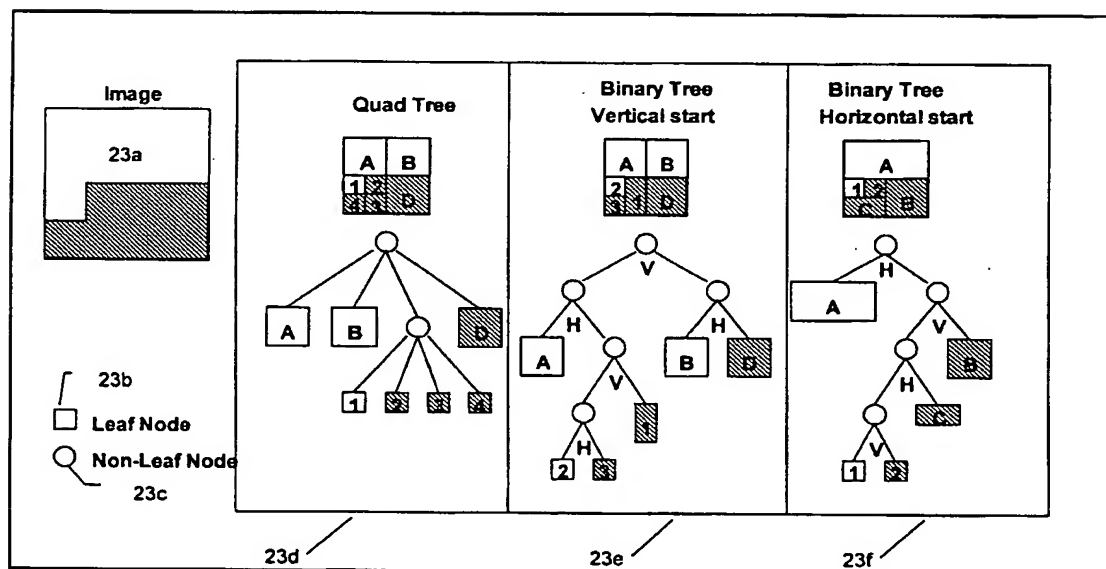 Image
23a
23b
Leaf Node
Non-Leaf Node
23c
Quad Tree
A B
1 2
4 3 D
A B D
1 2 3 4
23d
Binary Tree
Vertical start
A B
2
3 1 D
V
H H
A B D
V
1
H
2 3
23e
Binary Tree
Horizontal start
A
1 2
C B
H
A
V
B
H
C
V
1 2
23f